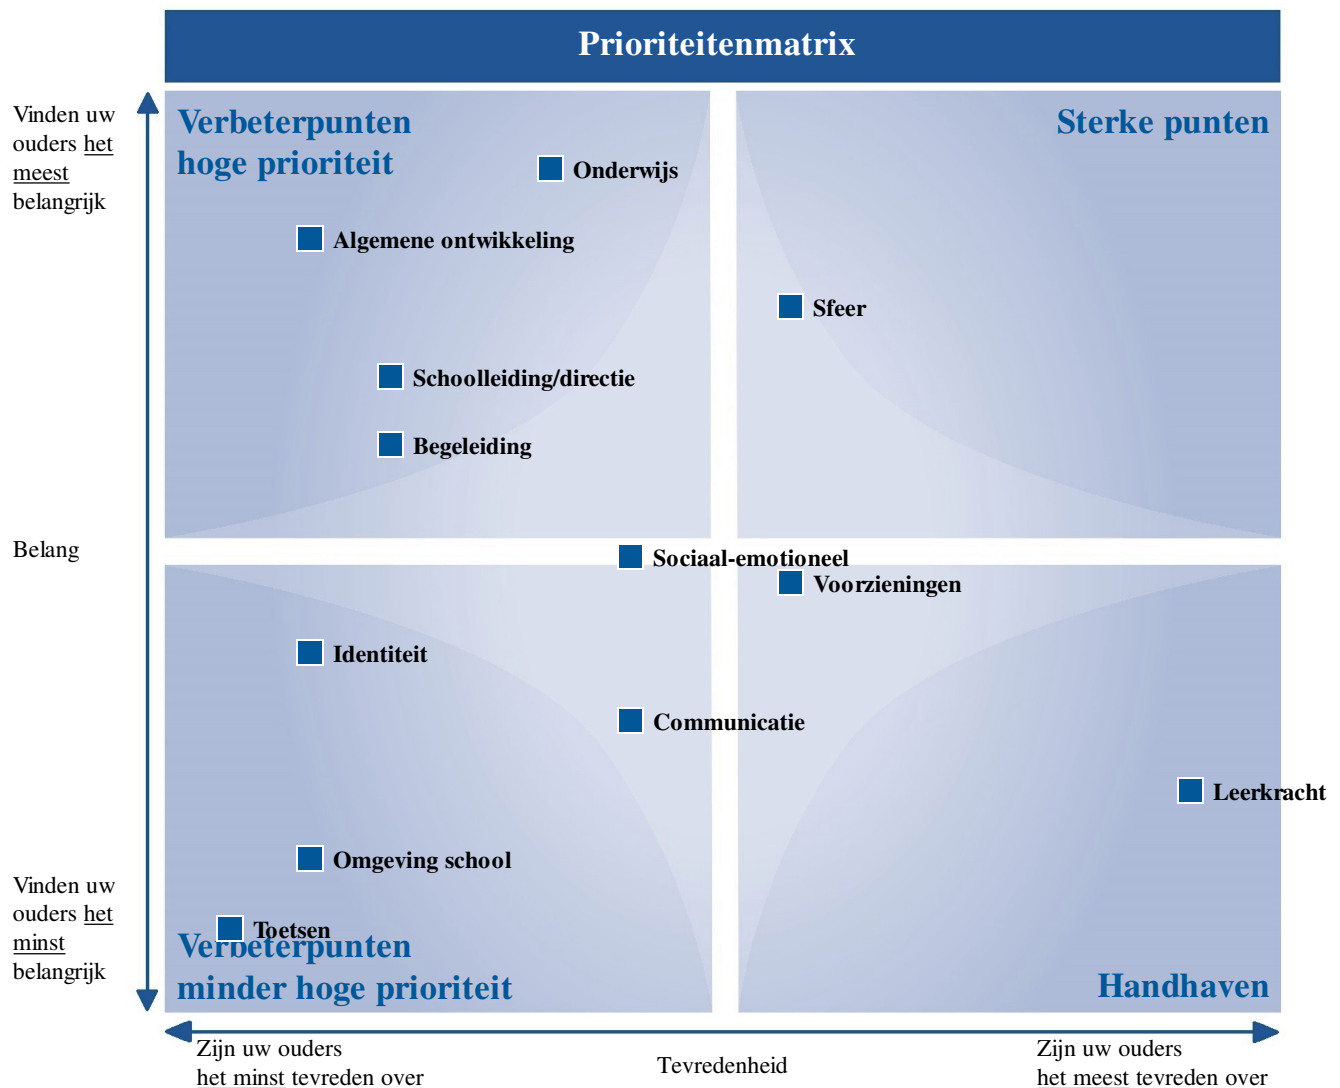 Prioriteitenmatrix
Vinden uw
ouders het
meest
belangrijk
Verbeterpunten
hoge prioriteit
Sterke punten
Onderwijs
Algemene ontwikkeling
Sfeer
Schoolleiding/directie
Begeleiding
Belang
Sociaal-emotioneel
Voorzieningen
Identiteit
Communicatie
Leerkracht
Omgeving school
Vinden uw
ouders het
minst
belangrijk
Toetsen
Verbeterpunten
minder hoge prioriteit
Handhaven
Zijn uw ouders
het minst tevreden over
Tevredenheid
Zijn uw ouders
het meest tevreden over